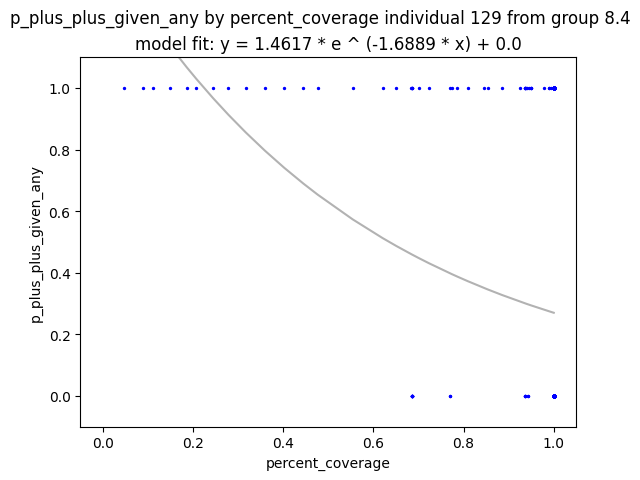 p_plus_plus_given_any by percent_coverage individual 129 from group 8.4
model fit: y = 1.4617 * e ^ (-1.6889 * x) + 0.0
1.0
0.8
0.6
0.4
0.2
0.0
p_plus_plus_given_any
0.0 0.2 0.4 0.6 0.8 1.0
percent_coverage